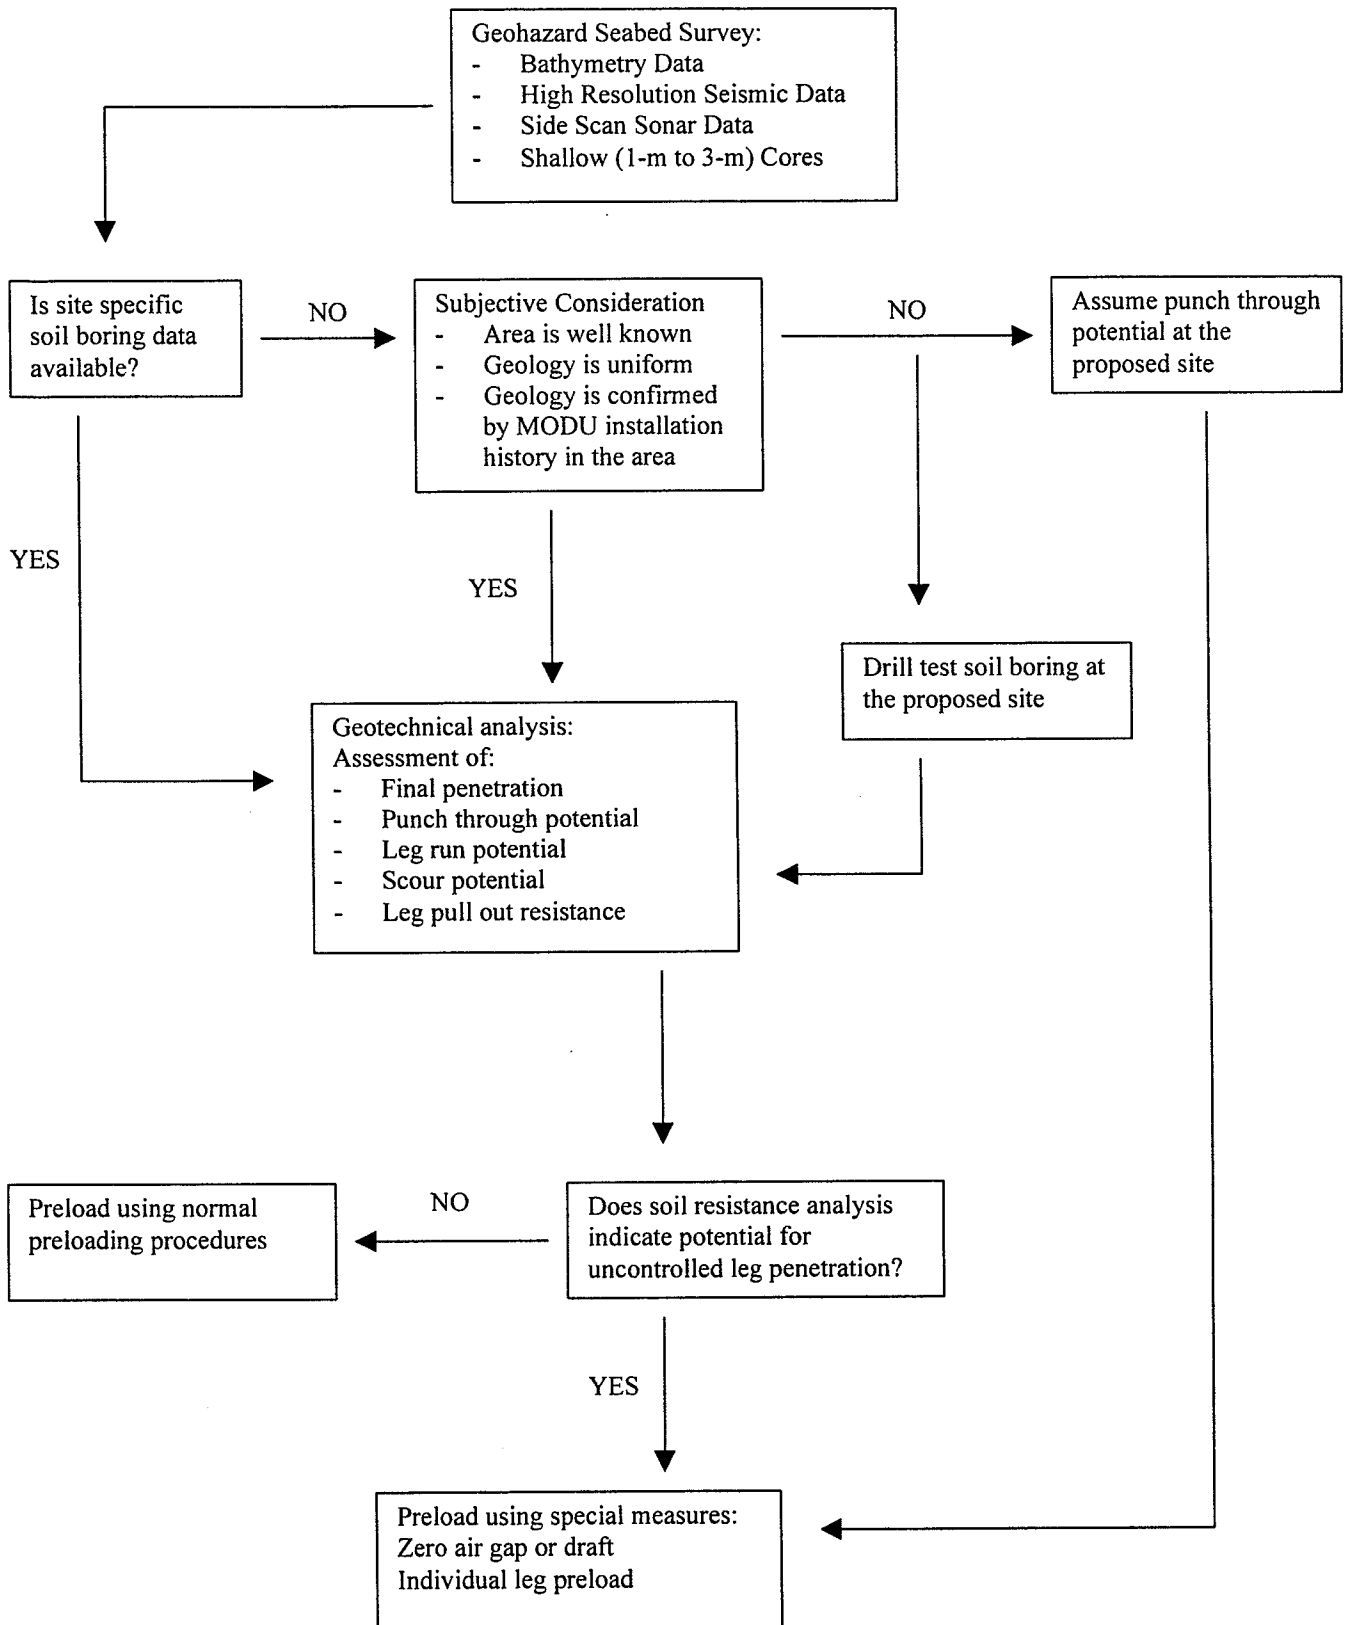 Geohazard Seabed Survey:
- Bathymetry Data
- High Resolution Seismic Data
- Side Scan Sonar Data
- Shallow (1-m to 3-m) Cores
Is site specific
soil boring data
available?
NO
Subjective Consideration
- Area is well known
- Geology is uniform
- Geology is confirmed
by MODU installation
history in the area
NO
Assume punch through
potential at the
proposed site
YES
YES
Drill test soil boring at
the proposed site
Geotechnical analysis:
Assessment of:
- Final penetration
- Punch through potential
- Leg run potential
- Scour potential
- Leg pull out resistance
Preload using normal
preloading procedures
NO
Does soil resistance analysis
indicate potential for
uncontrolled leg penetration?
YES
Preload using special measures:
Zero air gap or draft
Individual leg preload